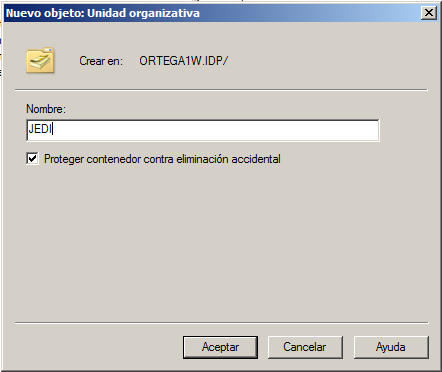 Nuevo objeto: Unidad organizativa
Crear en: ORTEGA1W.IDP/
Nombre:
JEDI
Proteger contenedor contra eliminación accidental
Aceptar Cancelar Ayuda